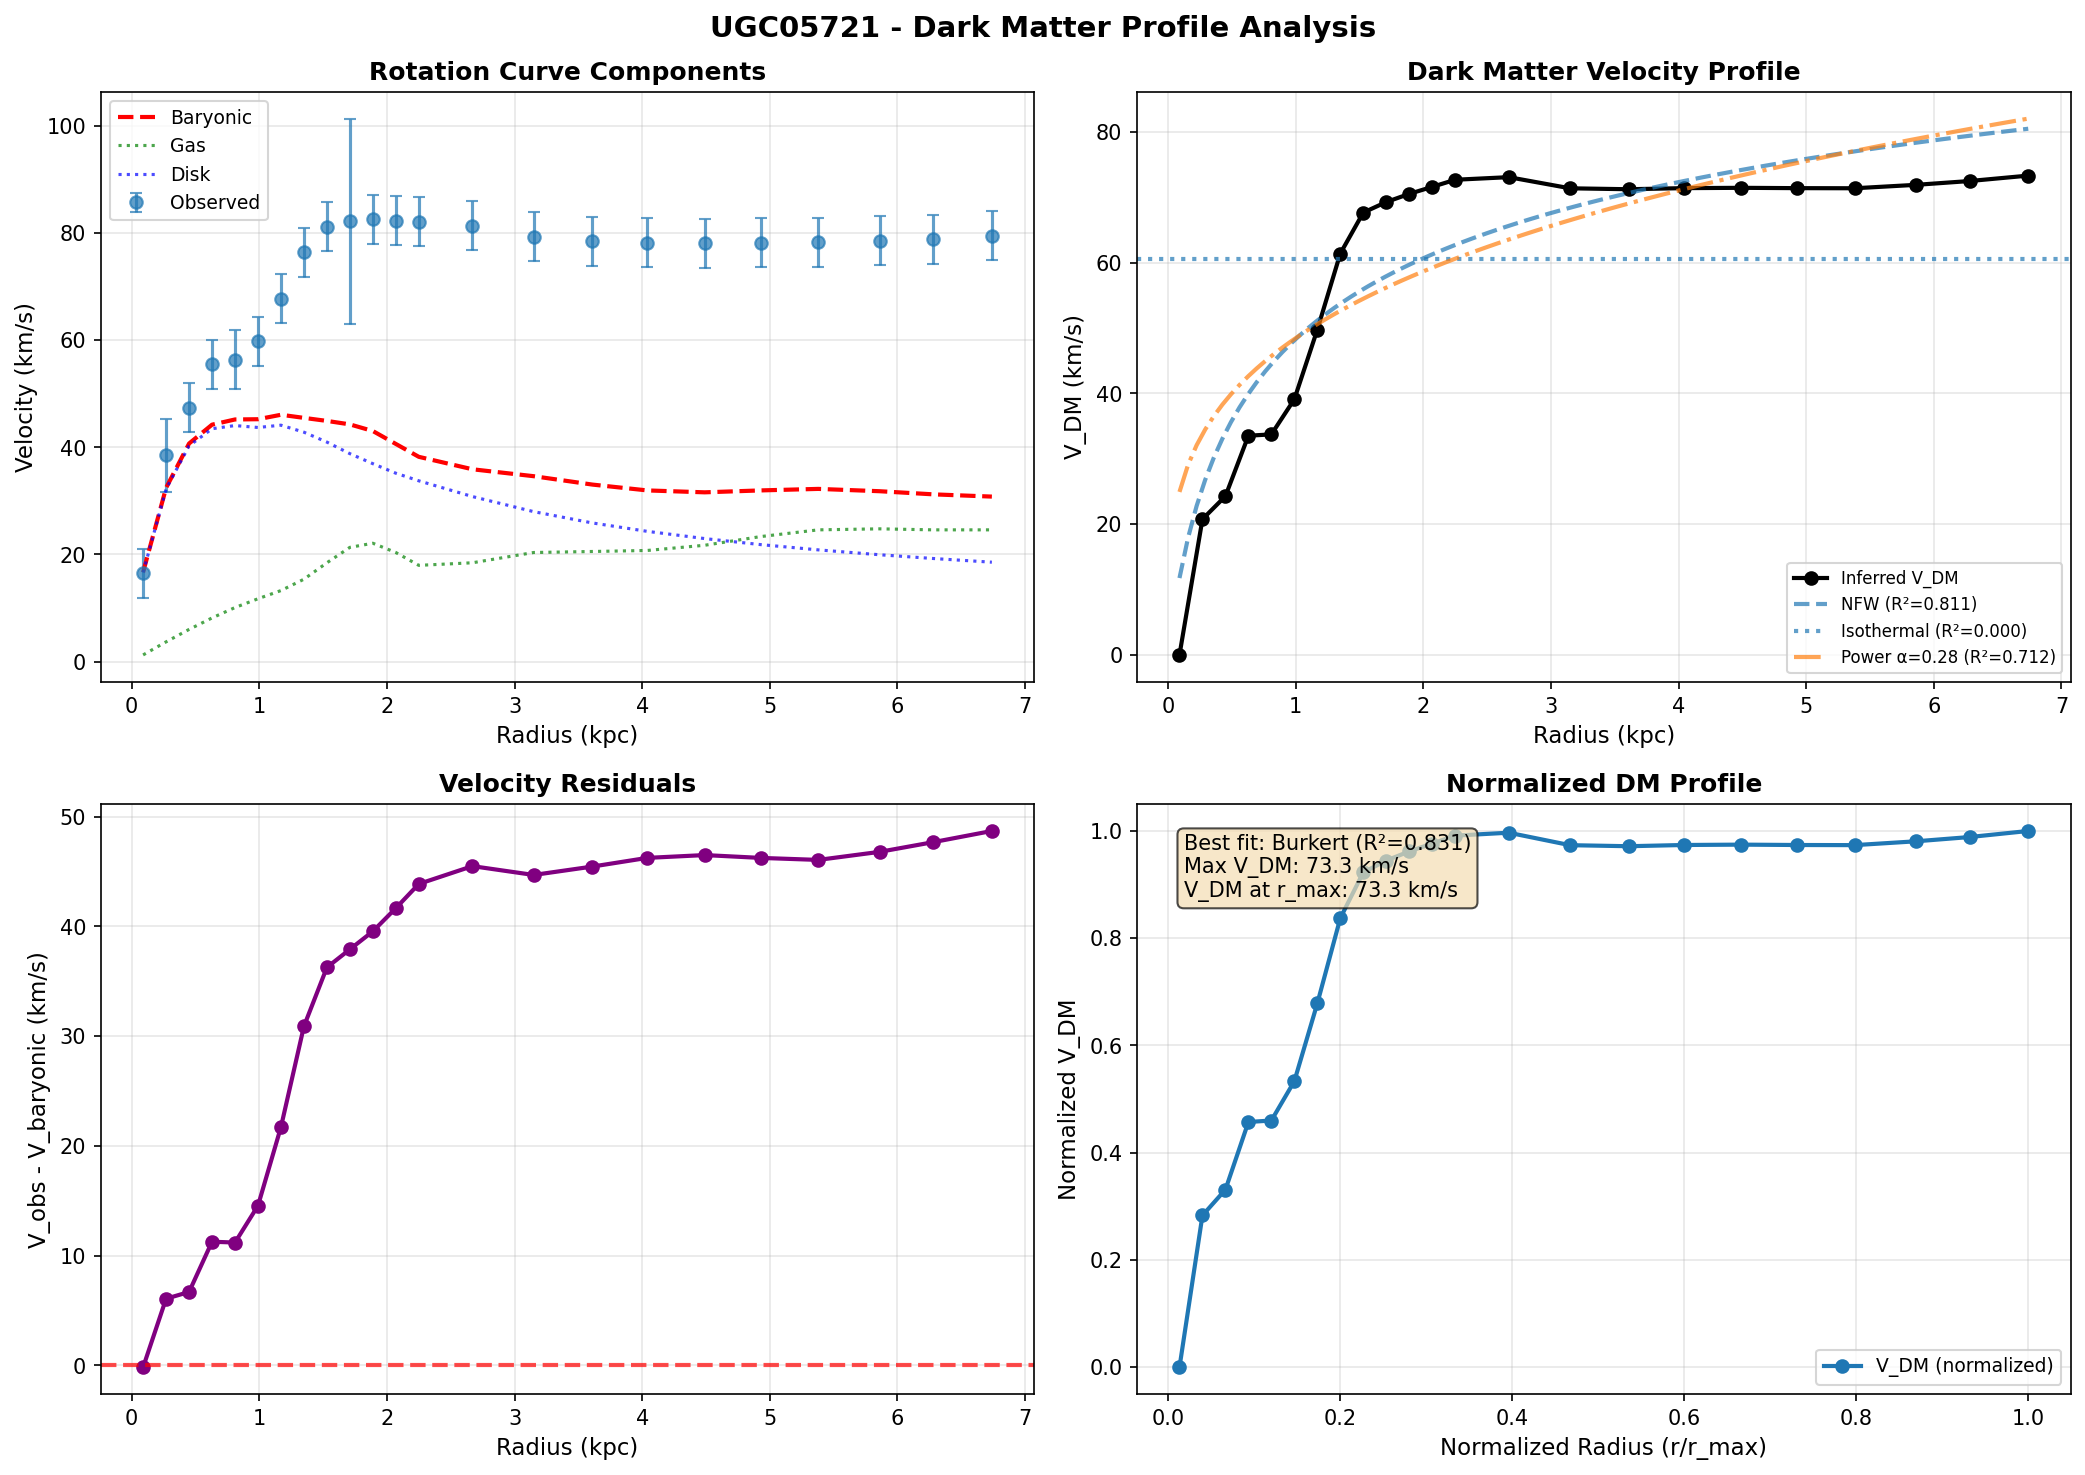 UGC05721 - Dark Matter Profile Analysis
Rotation Curve Components
Baryonic
Gas
Disk
Observed
Velocity (km/s)
100
80
60
40
20
0
0 1 2 3 4 5 6 7
Radius (kpc)
Dark Matter Velocity Profile
V_DM (km/s)
80
60
40
20
0
Inferred V_DM
NFW (R²=0.811)
Isothermal (R²=0.000)
Power α=0.28 (R²=0.712)
0 1 2 3 4 5 6 7
Radius (kpc)
Velocity Residuals
V_obs - V_baryonic (km/s)
50
40
30
20
10
0
0 1 2 3 4 5 6 7
Radius (kpc)
Normalized DM Profile
Best fit: Burkert (R²=0.831)
Max V_DM: 73.3 km/s
V_DM at r_max: 73.3 km/s
Normalized V_DM
1.0
0.8
0.6
0.4
0.2
0.0
V_DM (normalized)
0.0 0.2 0.4 0.6 0.8 1.0
Normalized Radius (r/r_max)